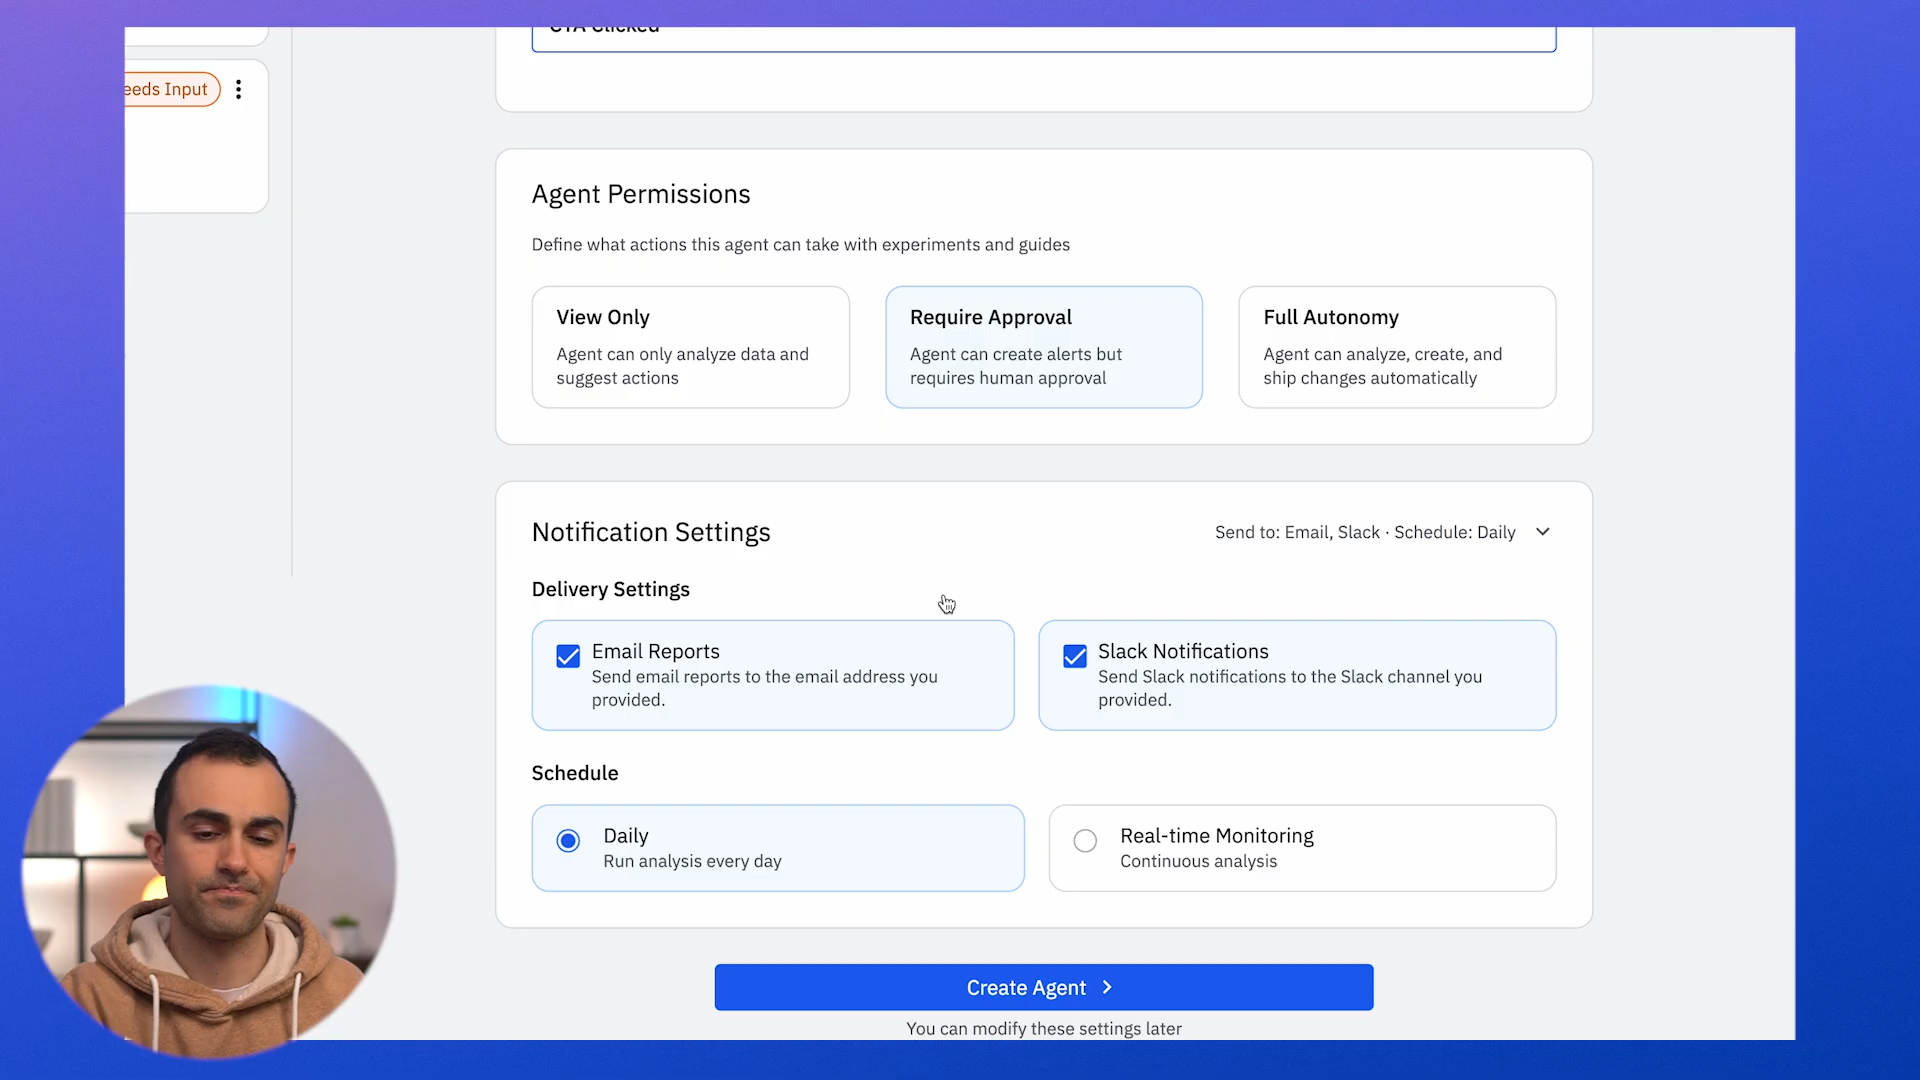 CTA Clicked
eeds Input
Agent Permissions
Define what actions this agent can take with experiments and guides
View Only
Agent can only analyze data and
suggest actions
Require Approval
Agent can create alerts but
requires human approval
Full Autonomy
Agent can analyze, create, and
ship changes automatically
Notification Settings
Send to: Email, Slack · Schedule: Daily
Delivery Settings
Email Reports
Send email reports to the email address you
provided.
Slack Notifications
Send Slack notifications to the Slack channel you
provided.
Schedule
Daily
Run analysis every day
Real-time Monitoring
Continuous analysis
Create Agent
You can modify these settings later